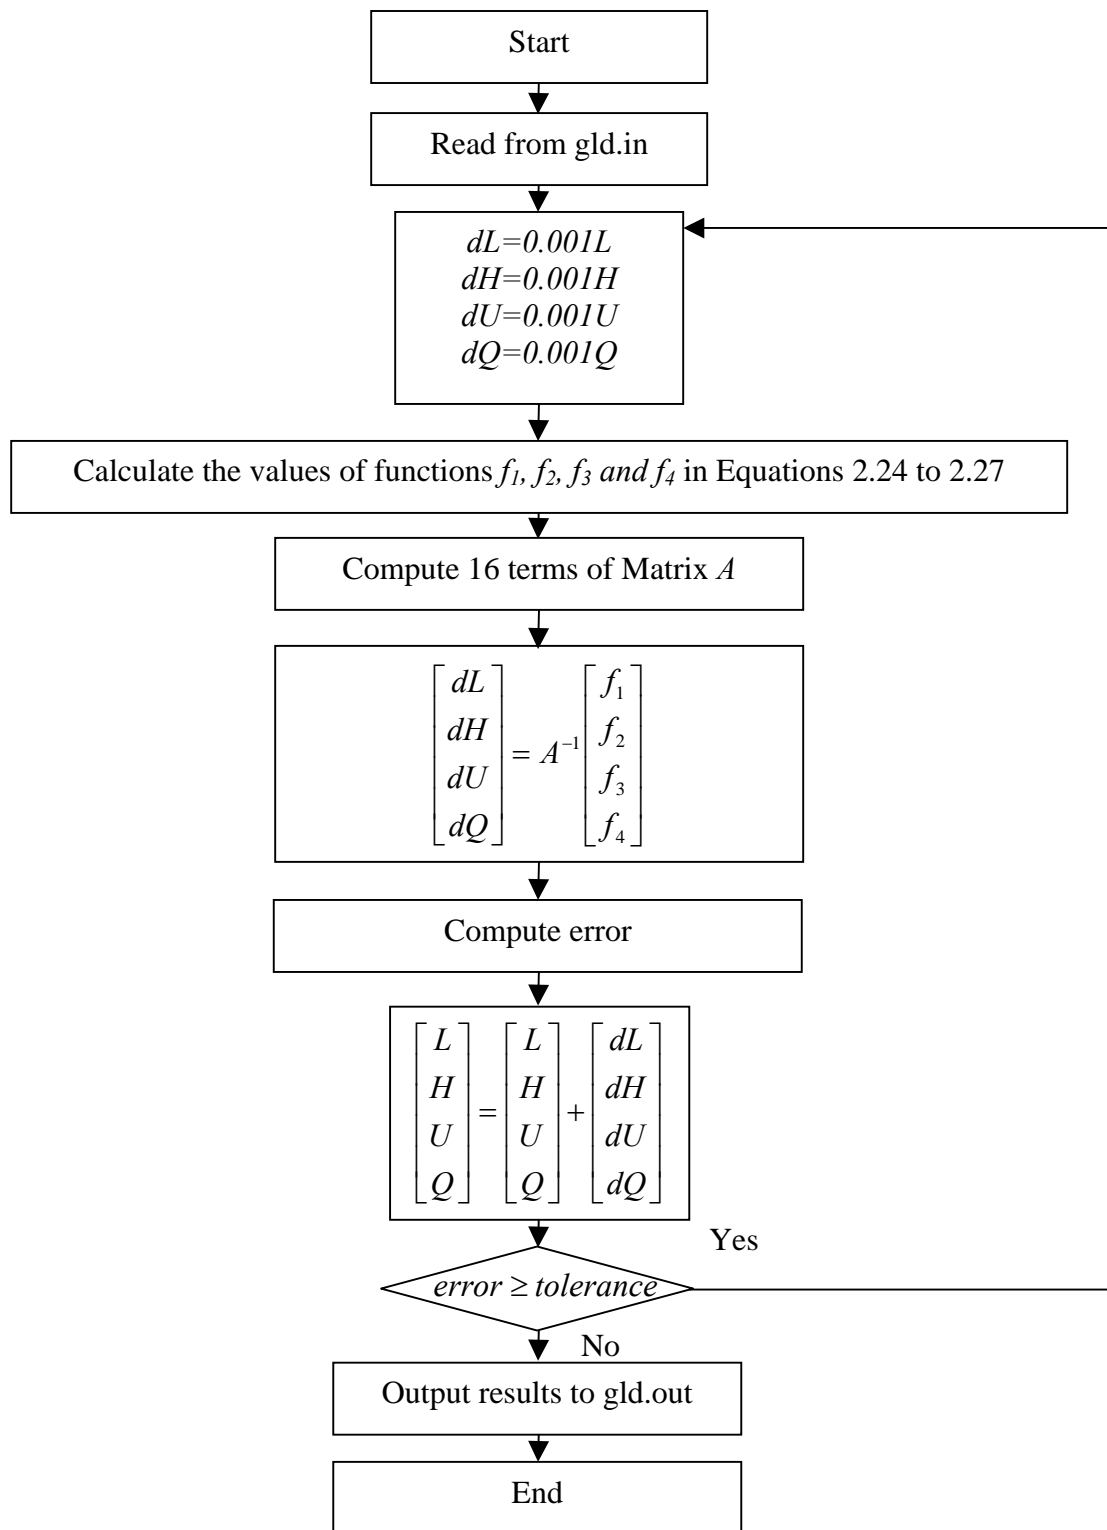 Start
Read from gld.in
dL=0.001L
dH=0.001H
dU=0.001U
dQ=0.001Q
Calculate the values of functions f₁, f₂, f₃ and f₄ in Equations 2.24 to 2.27
Compute 16 terms of Matrix A
[dL dH dU dQ] = A⁻¹ [f₁ f₂ f₃ f₄]
Compute error
[L H U Q] = [L H U Q] + [dL dH dU dQ]
Yes
error ≥ tolerance
No
Output results to gld.out
End